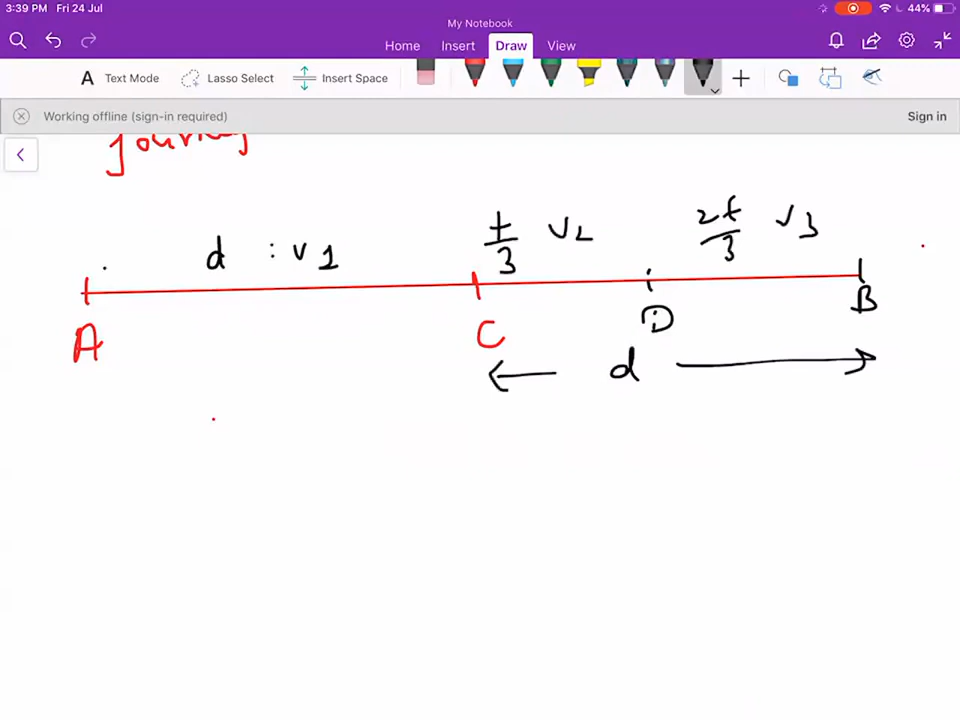 3:39 PM Fri 24 Jul
44%
My Notebook
Home Insert Draw View
A Text Mode Lasso Select Insert Space
Working offline (sign-in required) Sign in
Journey
d : v1 t/3 v2 2t/3 v3
A C D B
d